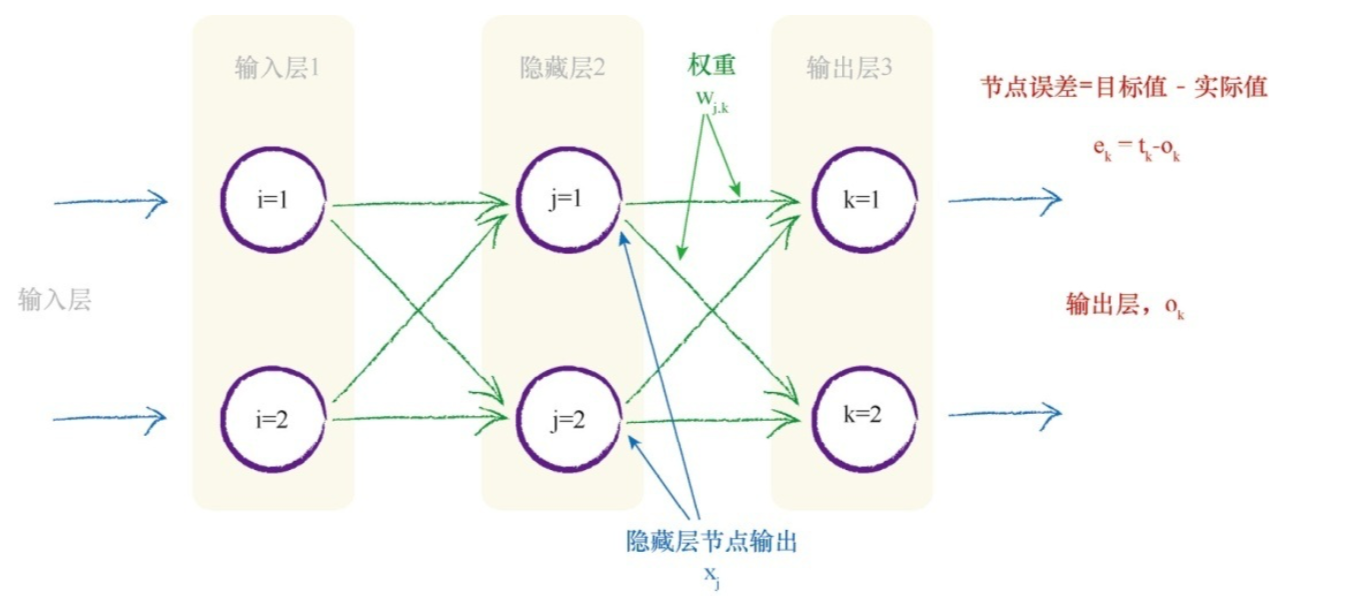 输入层1
隐藏层2
权重
w_{j.k}
输出层3
节点误差=目标值 - 实际值
e_k = t_k-o_k
i=1
j=1
k=1
输入层
输出层，o_k
i=2
j=2
k=2
隐藏层节点输出
x_j